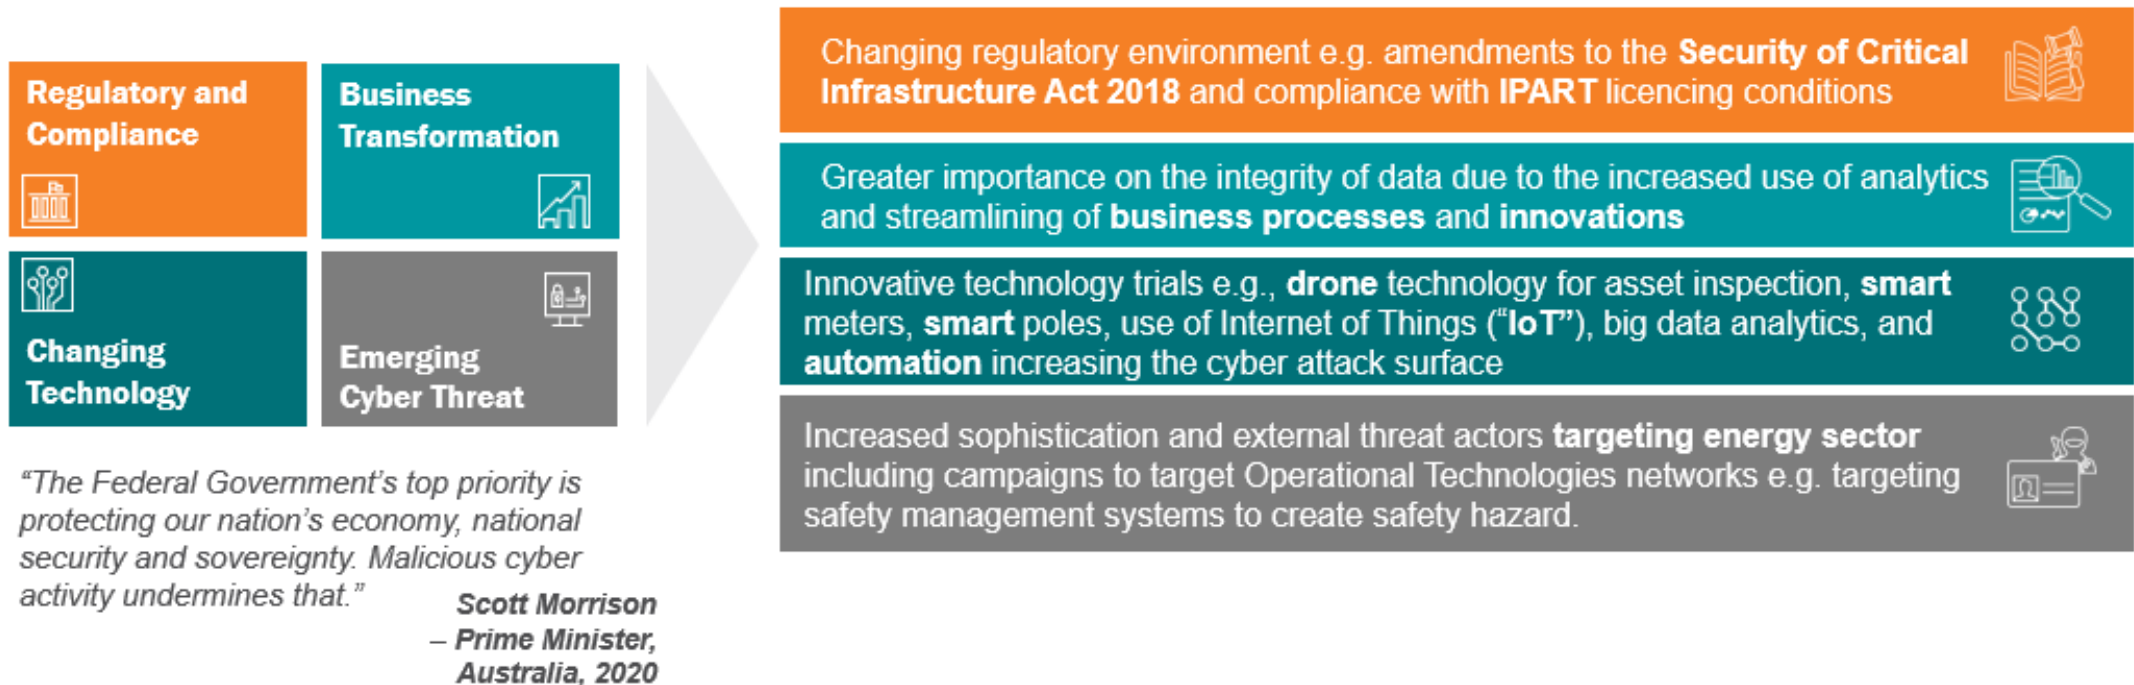 Regulatory and
Compliance
Business
Transformation
Changing
Technology
Emerging
Cyber Threat
“The Federal Government’s top priority is
protecting our nation’s economy, national
security and sovereignty. Malicious cyber
activity undermines that.”
Scott Morrison
– Prime Minister,
Australia, 2020
Changing regulatory environment e.g. amendments to the Security of Critical
Infrastructure Act 2018 and compliance with IPART licencing conditions
Greater importance on the integrity of data due to the increased use of analytics
and streamlining of business processes and innovations
Innovative technology trials e.g., drone technology for asset inspection, smart
meters, smart poles, use of Internet of Things (“IoT”), big data analytics, and
automation increasing the cyber attack surface
Increased sophistication and external threat actors targeting energy sector
including campaigns to target Operational Technologies networks e.g. targeting
safety management systems to create safety hazard.